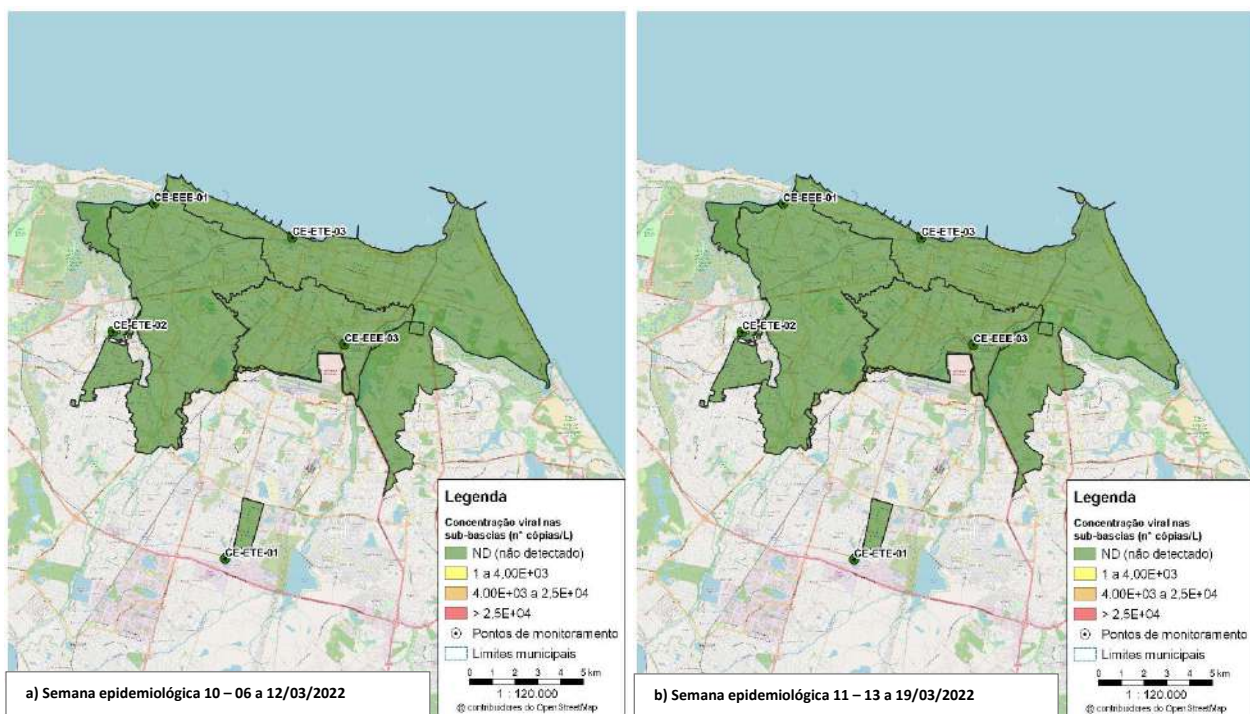 CE-EEE-01
CE-ETE-03
CE-ETE-02
CE-EEE-03
CE-ETE-01
Legenda
Concentração viral nas
sub-bascias (n° cópias/L)
ND (não detectado)
1 a 4.00E+03
4.00E+03 a 2,5E+04
> 2,5E+04
Pontos de monitoramento
Limites municipais
0 1 2 3 4 5 km
1 : 120.000
@ contribuidores do OpenStreetMap
a) Semana epidemiológica 10 – 06 a 12/03/2022
CE-EEE-01
CE-ETE-03
CE-ETE-02
CE-EEE-03
CE-ETE-01
Legenda
Concentração viral nas
sub-bascias (n° cópias/L)
ND (não detectado)
1 a 4.00E+03
4.00E+03 a 2,5E+04
> 2,5E+04
Pontos de monitoramento
Limites municipais
0 1 2 3 4 5 km
1 : 120.000
@ contribuidores do OpenStreetMap
b) Semana epidemiológica 11 – 13 a 19/03/2022